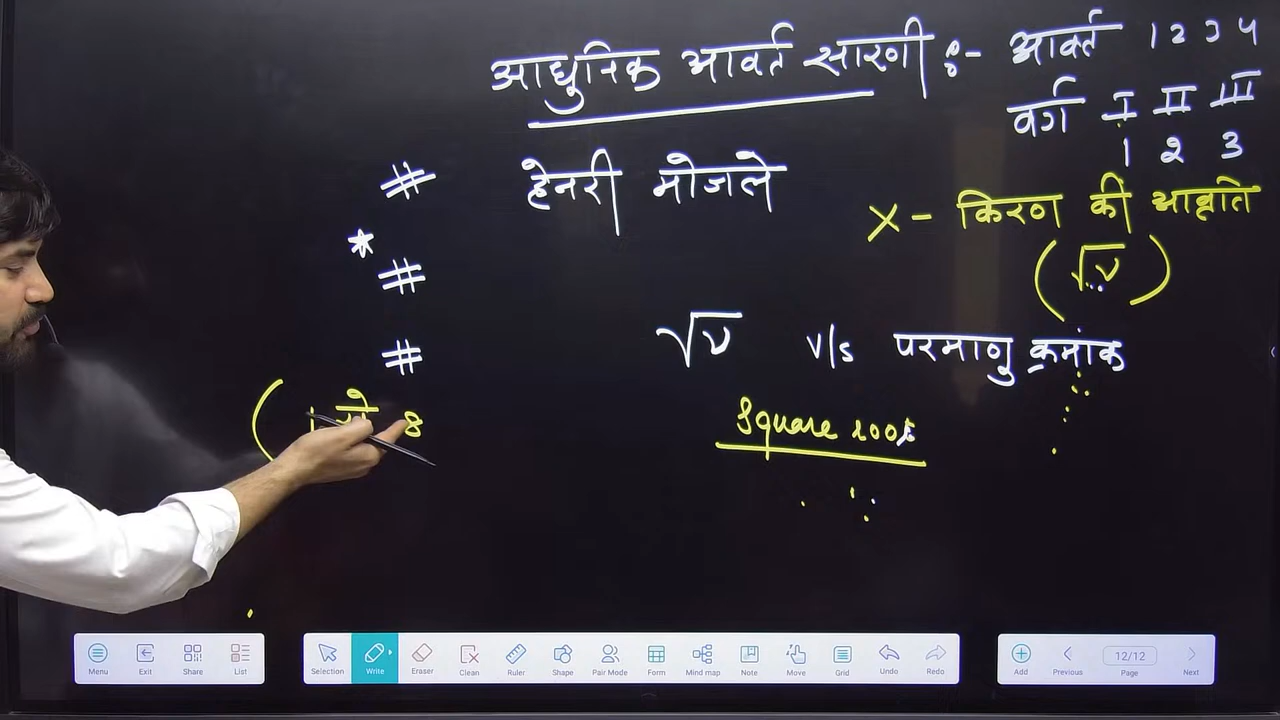 आधुनिक आवर्त सारणी :- आवर्त 1 2 3 4
वर्ग I II III
1 2 3
# हेनरी मोजले
X - किरण की आवृति
(√ν)
* #
# √ν v/s परमाणु क्रमांक
( 1 से 8
Square root
Menu Exit Share List Selection Write Eraser Clean Ruler Shape Pair Mode Form Mind map Note Move Grid Undo Redo Add Previous 12/12 Page Next